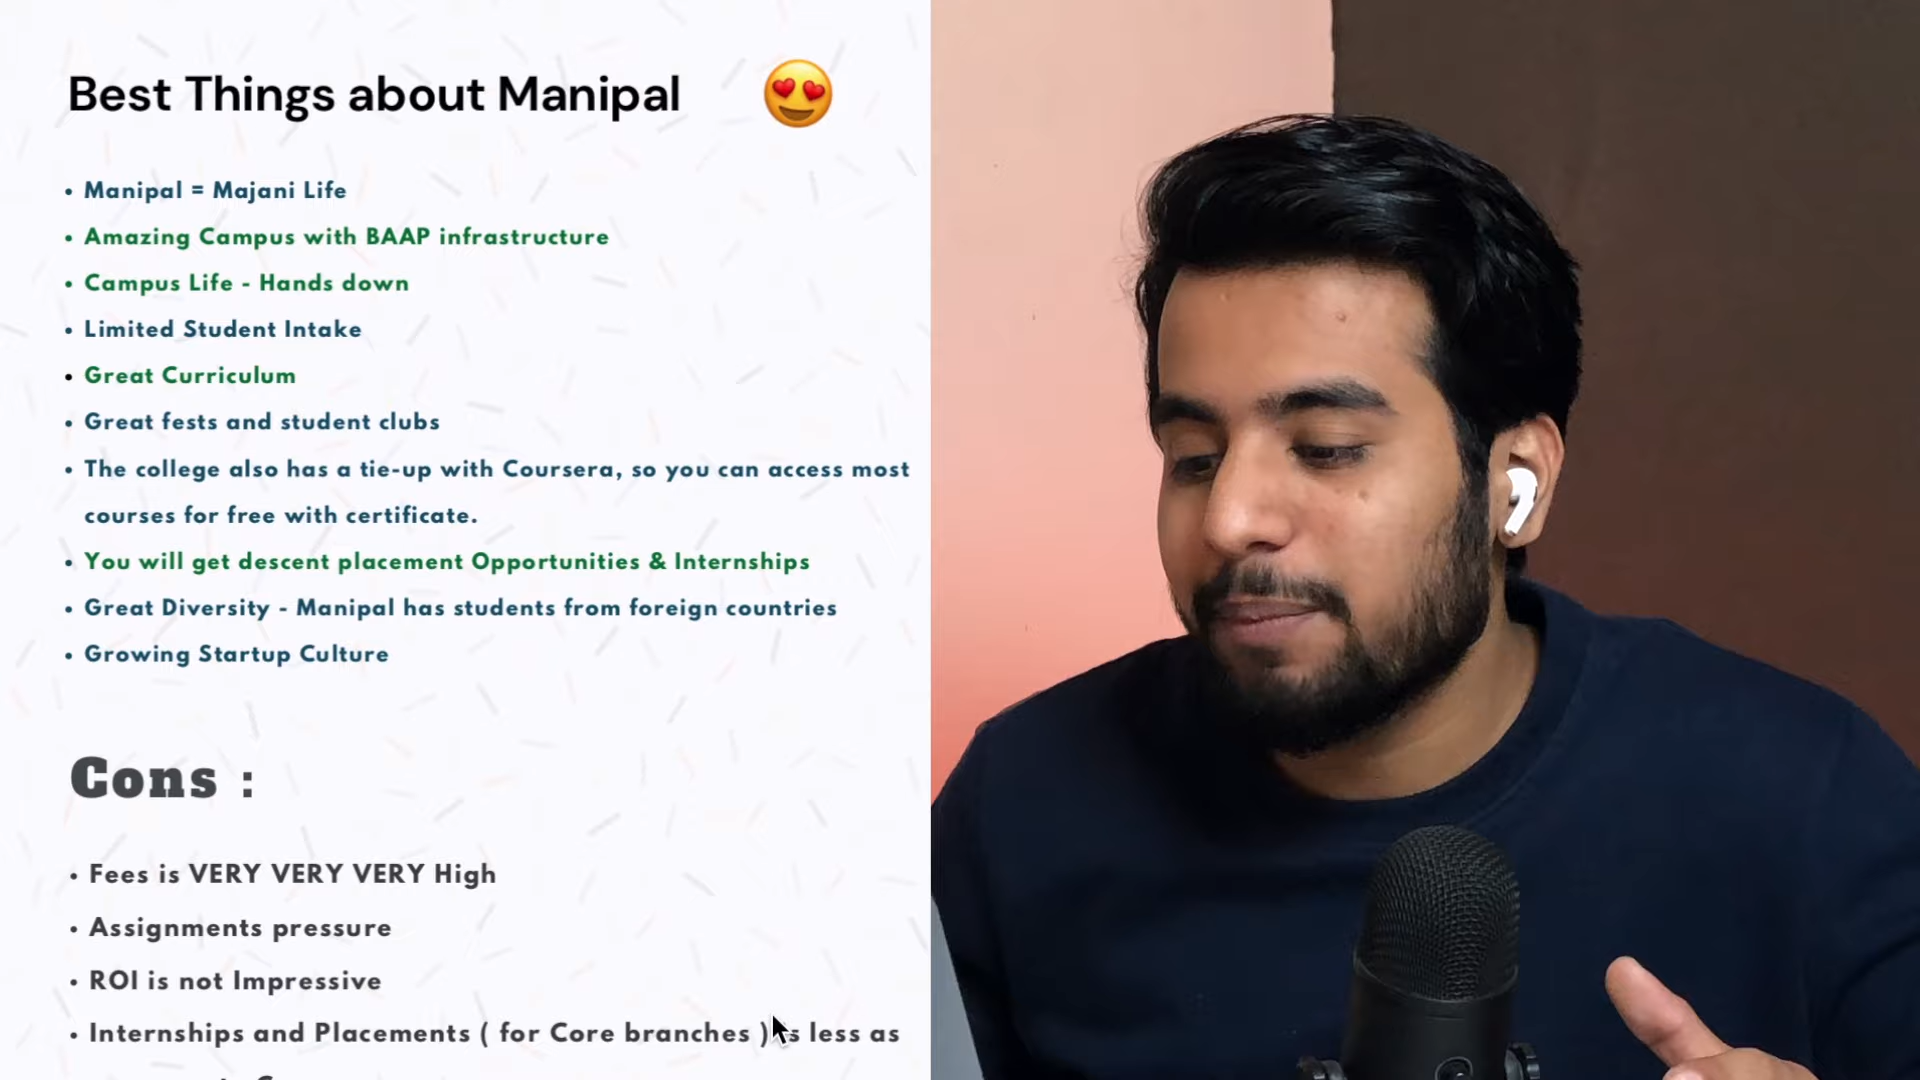 Best Things about Manipal
• Manipal = Majani Life
• Amazing Campus with BAAP infrastructure
• Campus Life - Hands down
• Limited Student Intake
• Great Curriculum
• Great fests and student clubs
• The college also has a tie-up with Coursera, so you can access most
courses for free with certificate.
• You will get descent placement Opportunities & Internships
• Great Diversity - Manipal has students from foreign countries
• Growing Startup Culture
Cons :
• Fees is VERY VERY VERY High
• Assignments pressure
• ROI is not Impressive
• Internships and Placements ( for Core branches ) is less as